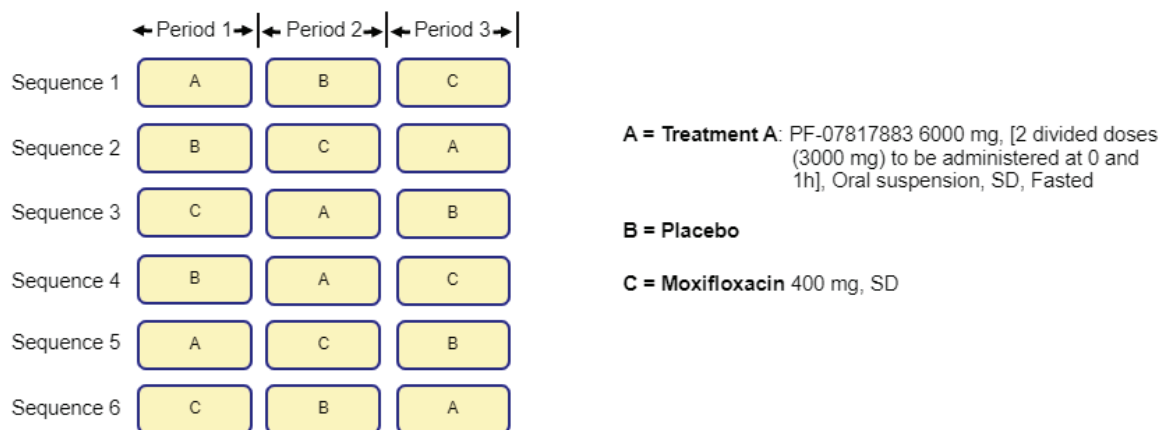 Period 1 Period 2 Period 3
Sequence 1 A B C
Sequence 2 B C A
Sequence 3 C A B
Sequence 4 B A C
Sequence 5 A C B
Sequence 6 C B A
A = Treatment A: PF-07817883 6000 mg, [2 divided doses
(3000 mg) to be administered at 0 and
1h], Oral suspension, SD, Fasted
B = Placebo
C = Moxifloxacin 400 mg, SD